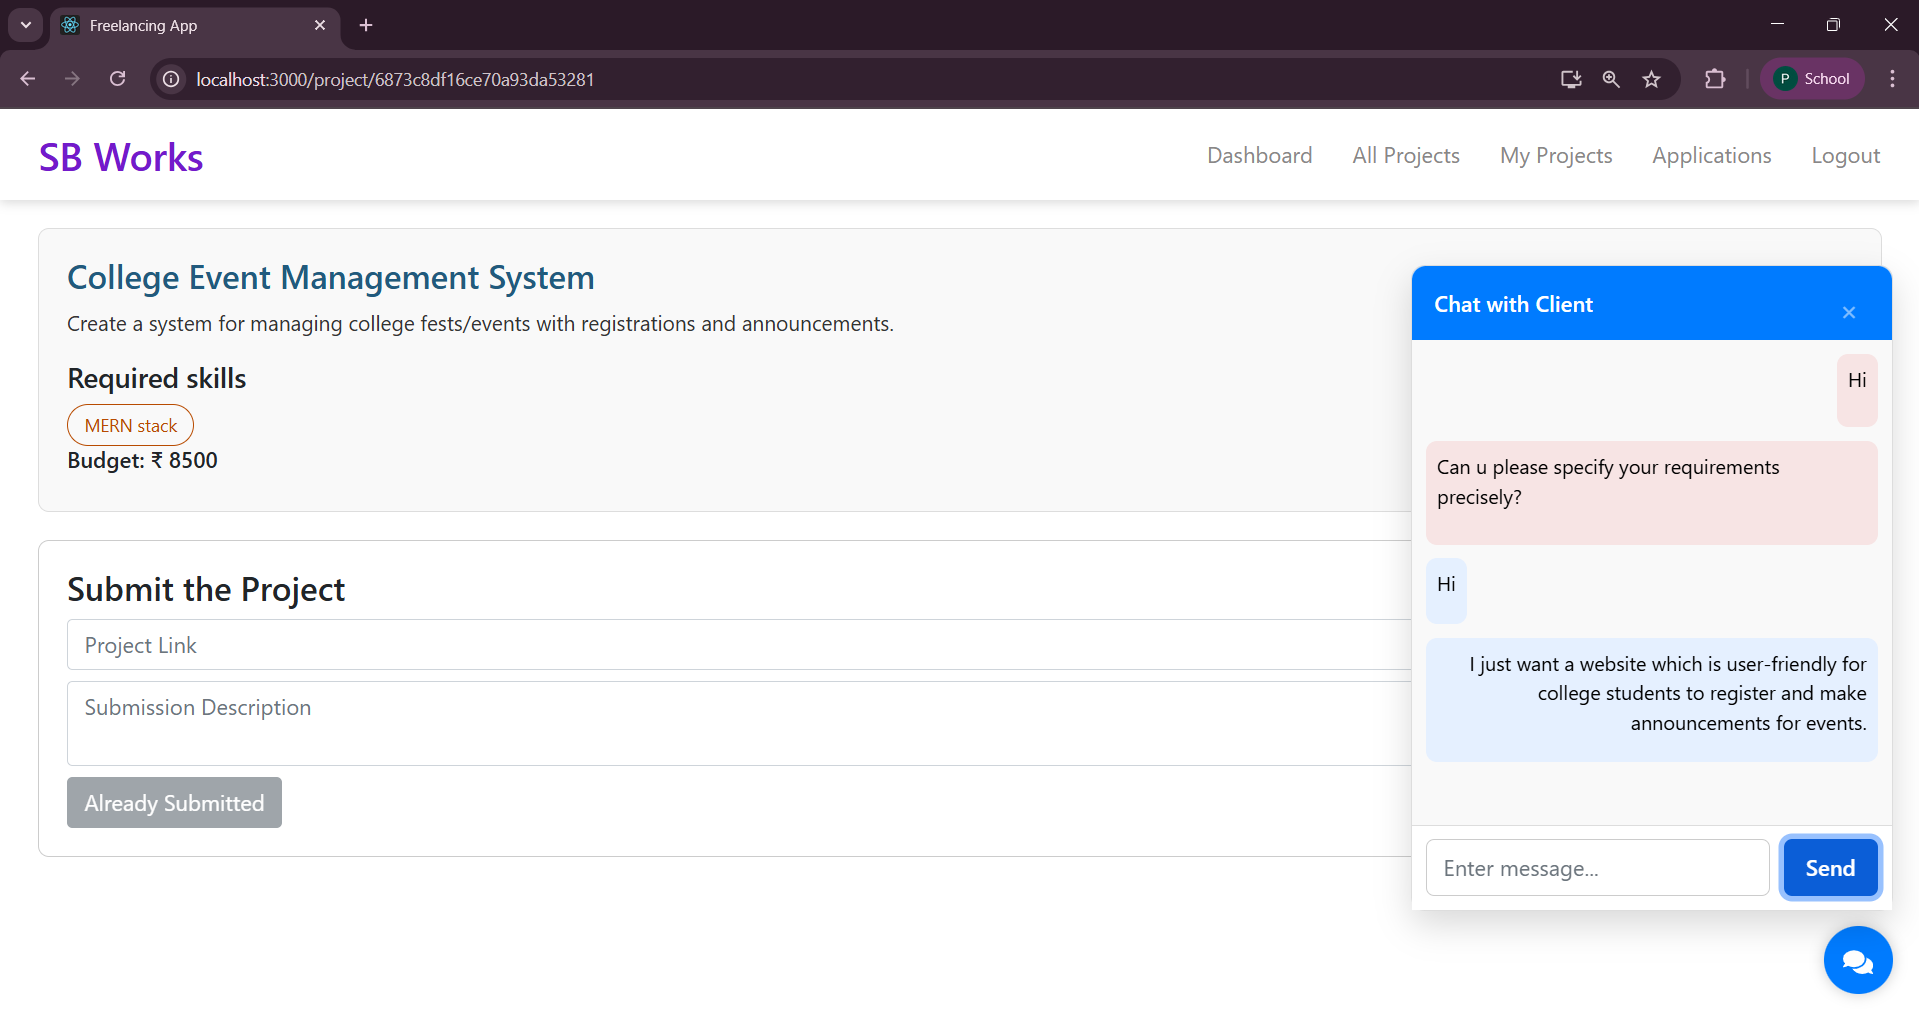 Freelancing App
localhost:3000/project/6873c8df16ce70a93da53281
P School
SB Works
Dashboard All Projects My Projects Applications Logout
College Event Management System
Create a system for managing college fests/events with registrations and announcements.
Required skills
MERN stack
Budget: ₹ 8500
Submit the Project
Project Link
Submission Description
Already Submitted
Chat with Client
Hi
Can u please specify your requirements
precisely?
Hi
I just want a website which is user-friendly for
college students to register and make
announcements for events.
Enter message...
Send